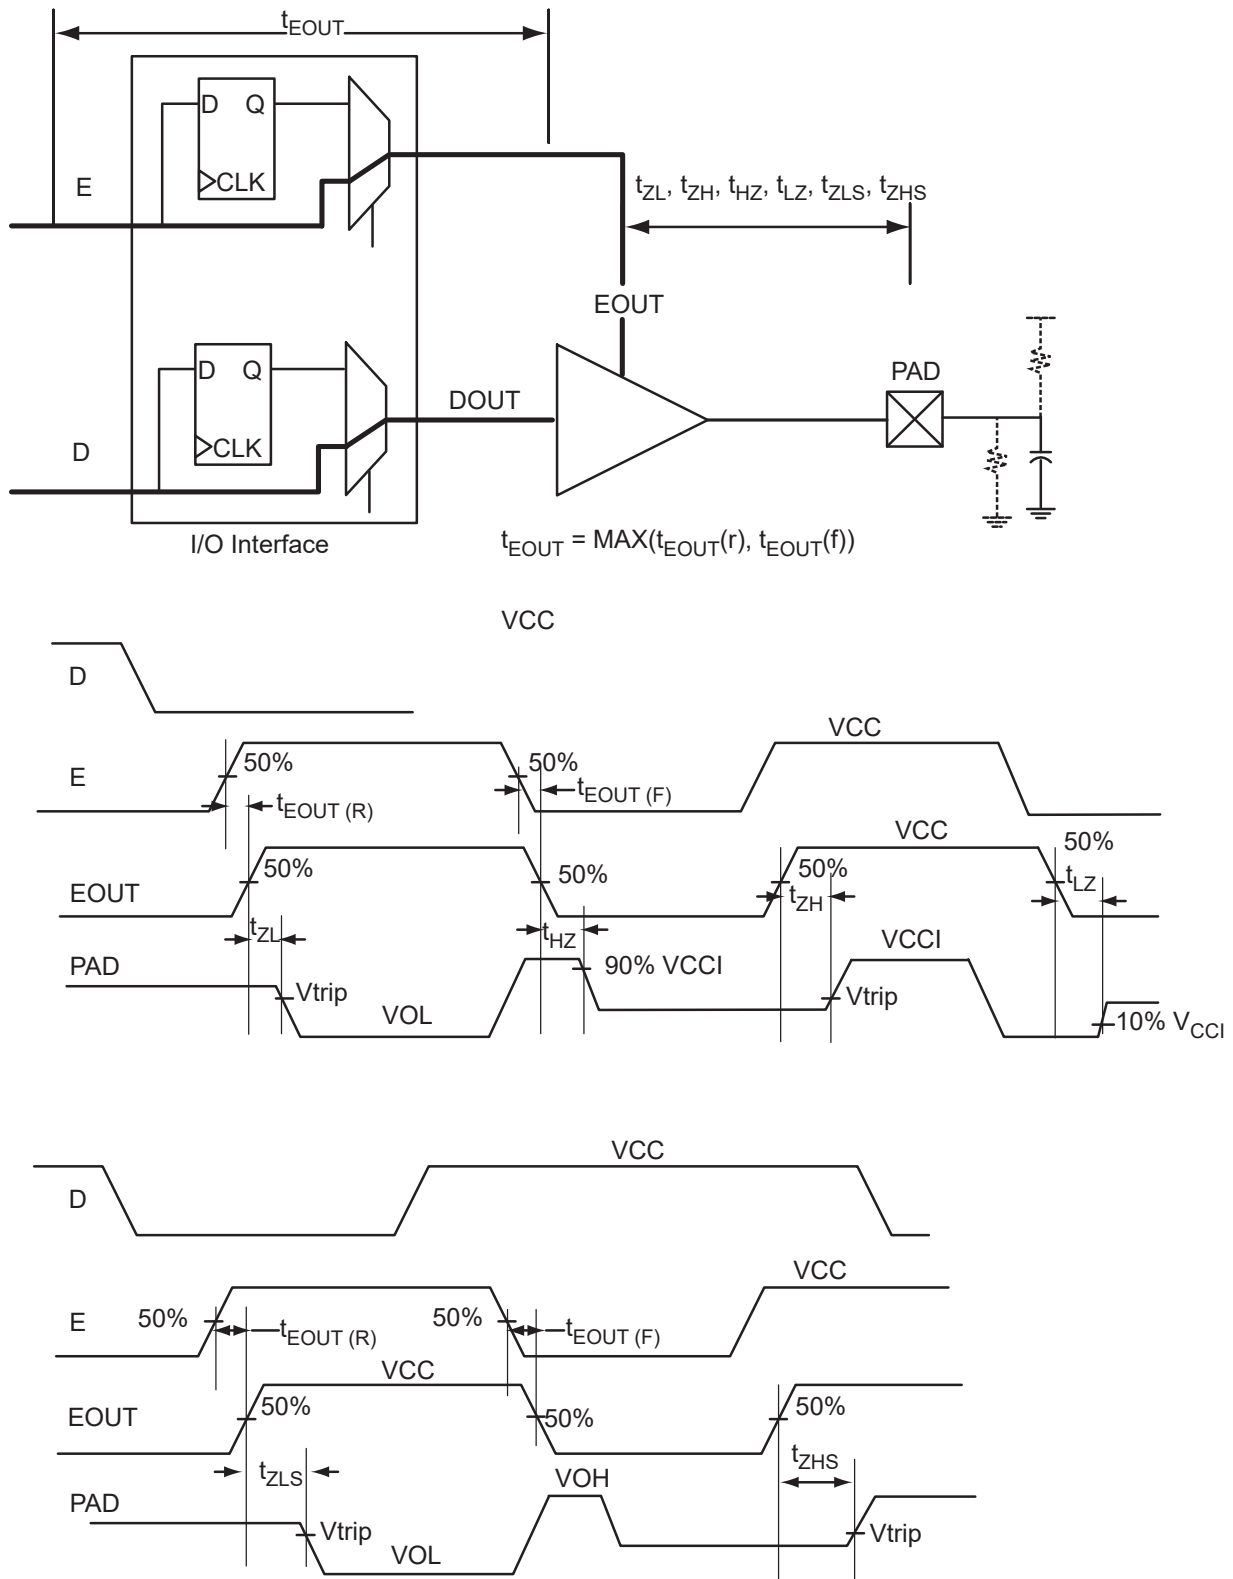 tEOUT
D Q
CLK
E
tZL, tZH, tHZ, tLZ, tZLS, tZHS
EOUT
D Q
CLK
D
DOUT
PAD
I/O Interface
tEOUT = MAX(tEOUT(r), tEOUT(f))
VCC
D
VCC
E
50%
50%
tEOUT (R)
tEOUT (F)
VCC
50%
EOUT
50%
50%
50%
tZL
tHZ
tZH
tLZ
PAD
90% VCCI
VCCI
Vtrip
VOL
Vtrip
10% VCCI
VCC
D
VCC
E
50%
50%
tEOUT (R)
tEOUT (F)
VCC
EOUT
50%
50%
50%
tZLS
tZHS
PAD
VOH
Vtrip
VOL
Vtrip